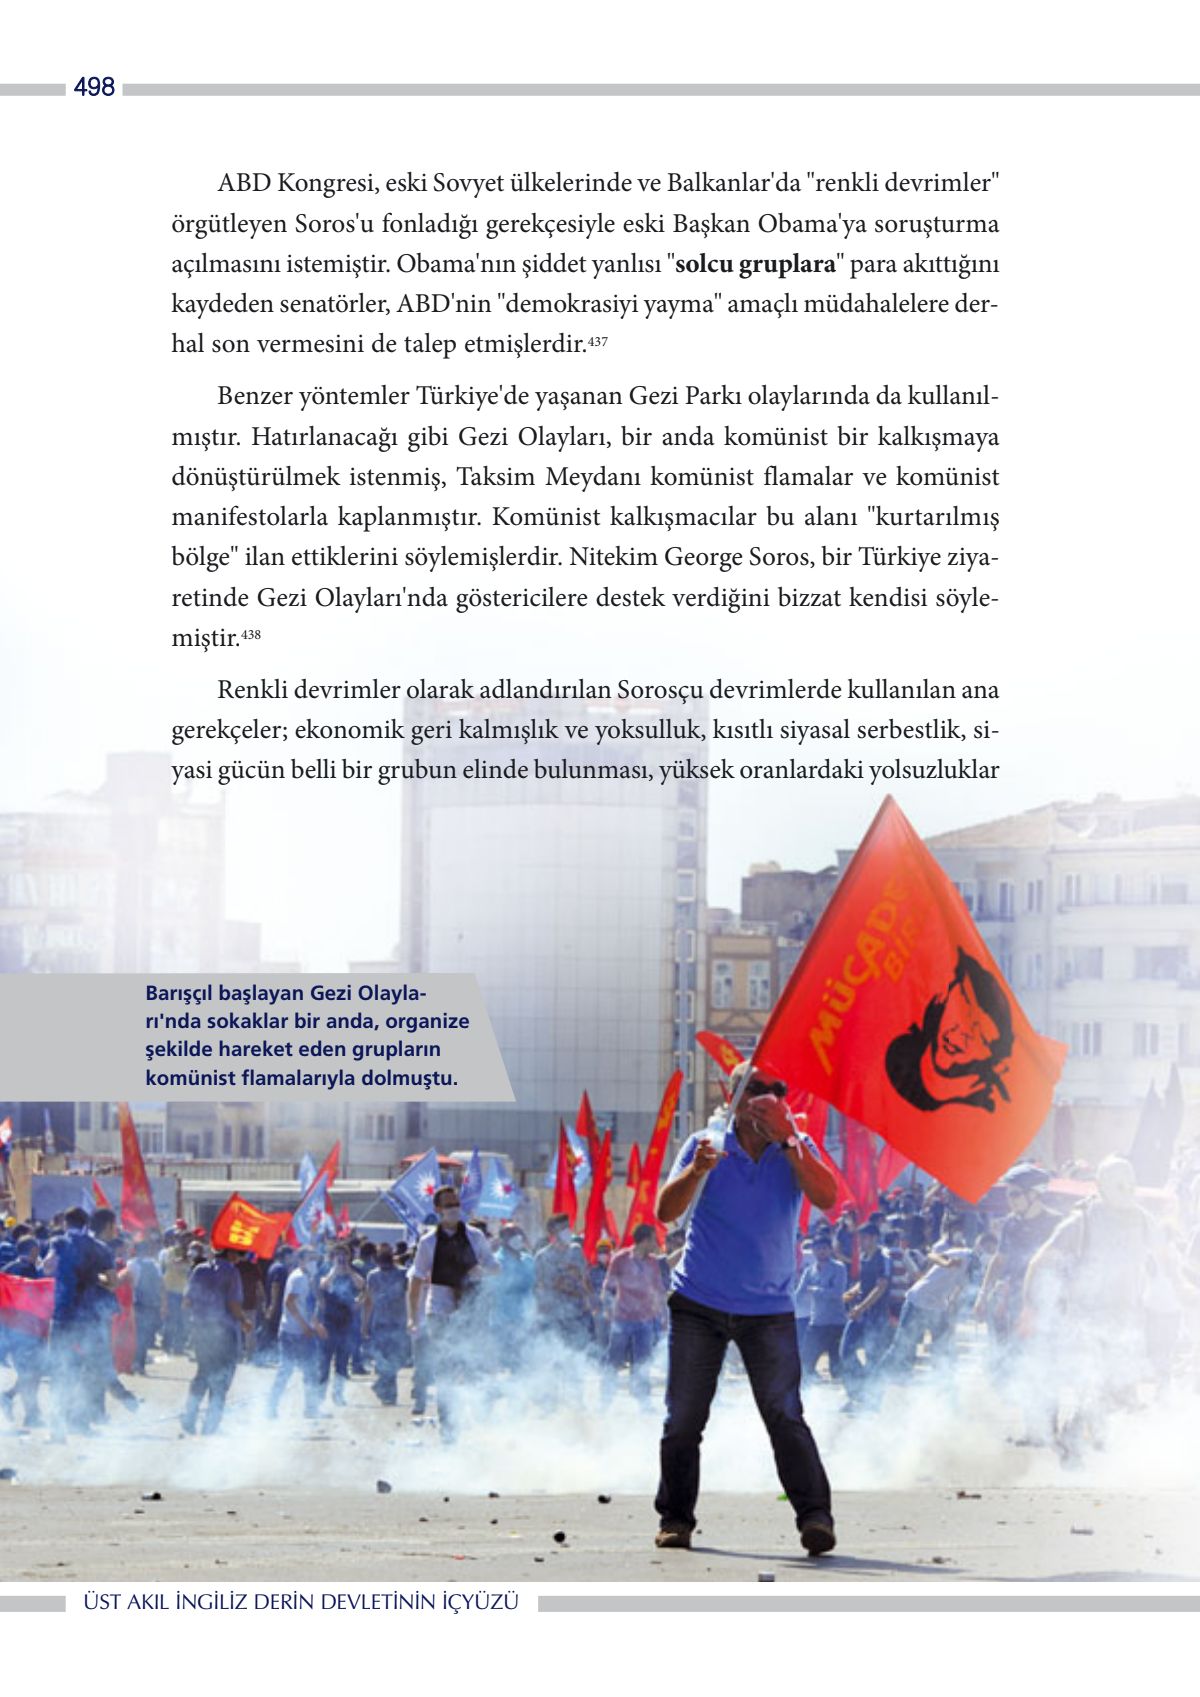 498
ABD Kongresi, eski Sovyet ülkelerinde ve Balkanlar'da "renkli devrimler"
örgütleyen Soros'u fonladığı gerekçesiyle eski Başkan Obama'ya soruşturma
açılmasını istemiştir. Obama'nın şiddet yanlısı "solcu gruplara" para akıttığını
kaydeden senatörler, ABD'nin "demokrasiyi yayma" amaçlı müdahalelere der-
hal son vermesini de talep etmişlerdir.437
Benzer yöntemler Türkiye'de yaşanan Gezi Parkı olaylarında da kullanıl-
mıştır. Hatırlanacağı gibi Gezi Olayları, bir anda komünist bir kalkışmaya
dönüştürülmek istenmiş, Taksim Meydanı komünist flamalar ve komünist
manifestolarla kaplanmıştır. Komünist kalkışmacılar bu alanı "kurtarılmış
bölge" ilan ettiklerini söylemişlerdir. Nitekim George Soros, bir Türkiye ziya-
retinde Gezi Olayları'nda göstericilere destek verdiğini bizzat kendisi söyle-
miştir.438
Renkli devrimler olarak adlandırılan Sorosçu devrimlerde kullanılan ana
gerekçeler; ekonomik geri kalmışlık ve yoksulluk, kısıtlı siyasal serbestlik, si-
yasi gücün belli bir grubun elinde bulunması, yüksek oranlardaki yolsuzluklar
MÜCADE
BİR
Barışçıl başlayan Gezi Olayla-
rı'nda sokaklar bir anda, organize
şekilde hareket eden grupların
komünist flamalarıyla dolmuştu.
ÜST AKIL İNGİLİZ DERİN DEVLETİNİN İÇYÜZÜ